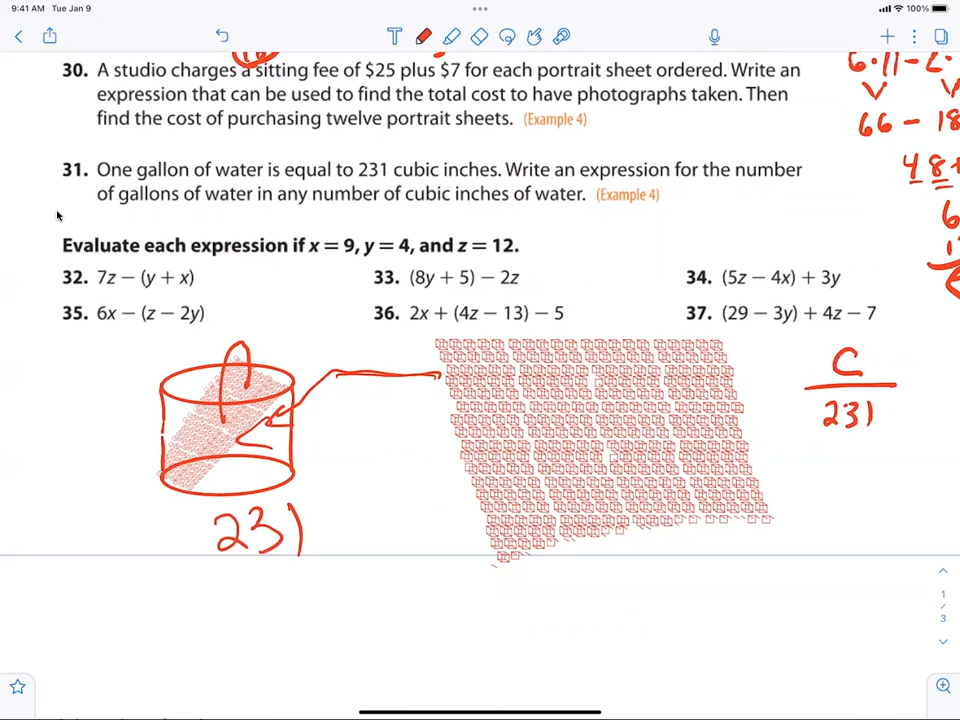 9:41 AM Tue Jan 9
100%
30. A studio charges a sitting fee of $25 plus $7 for each portrait sheet ordered. Write an
expression that can be used to find the total cost to have photographs taken. Then
find the cost of purchasing twelve portrait sheets. (Example 4)
6·11-2·
66 - 18
48+
31. One gallon of water is equal to 231 cubic inches. Write an expression for the number
of gallons of water in any number of cubic inches of water. (Example 4)
Evaluate each expression if x = 9, y = 4, and z = 12.
32. 7z − (y + x)
33. (8y + 5) − 2z
34. (5z − 4x) + 3y
35. 6x − (z − 2y)
36. 2x + (4z − 13) − 5
37. (29 − 3y) + 4z − 7
C
231
231
1
/
3